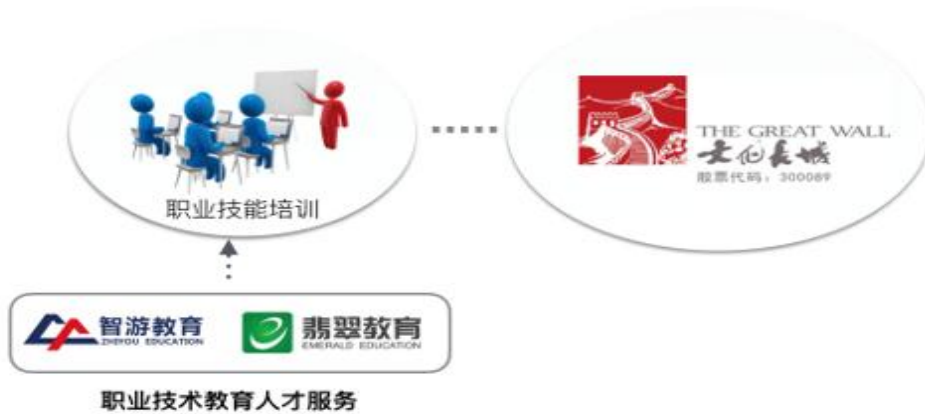 职业技能培训
THE GREAT WALL
文化长城
股票代码：300089
智游教育
ZHIYOU EDUCATION
翡翠教育
EMERALD EDUCATION
职业技术教育人才服务